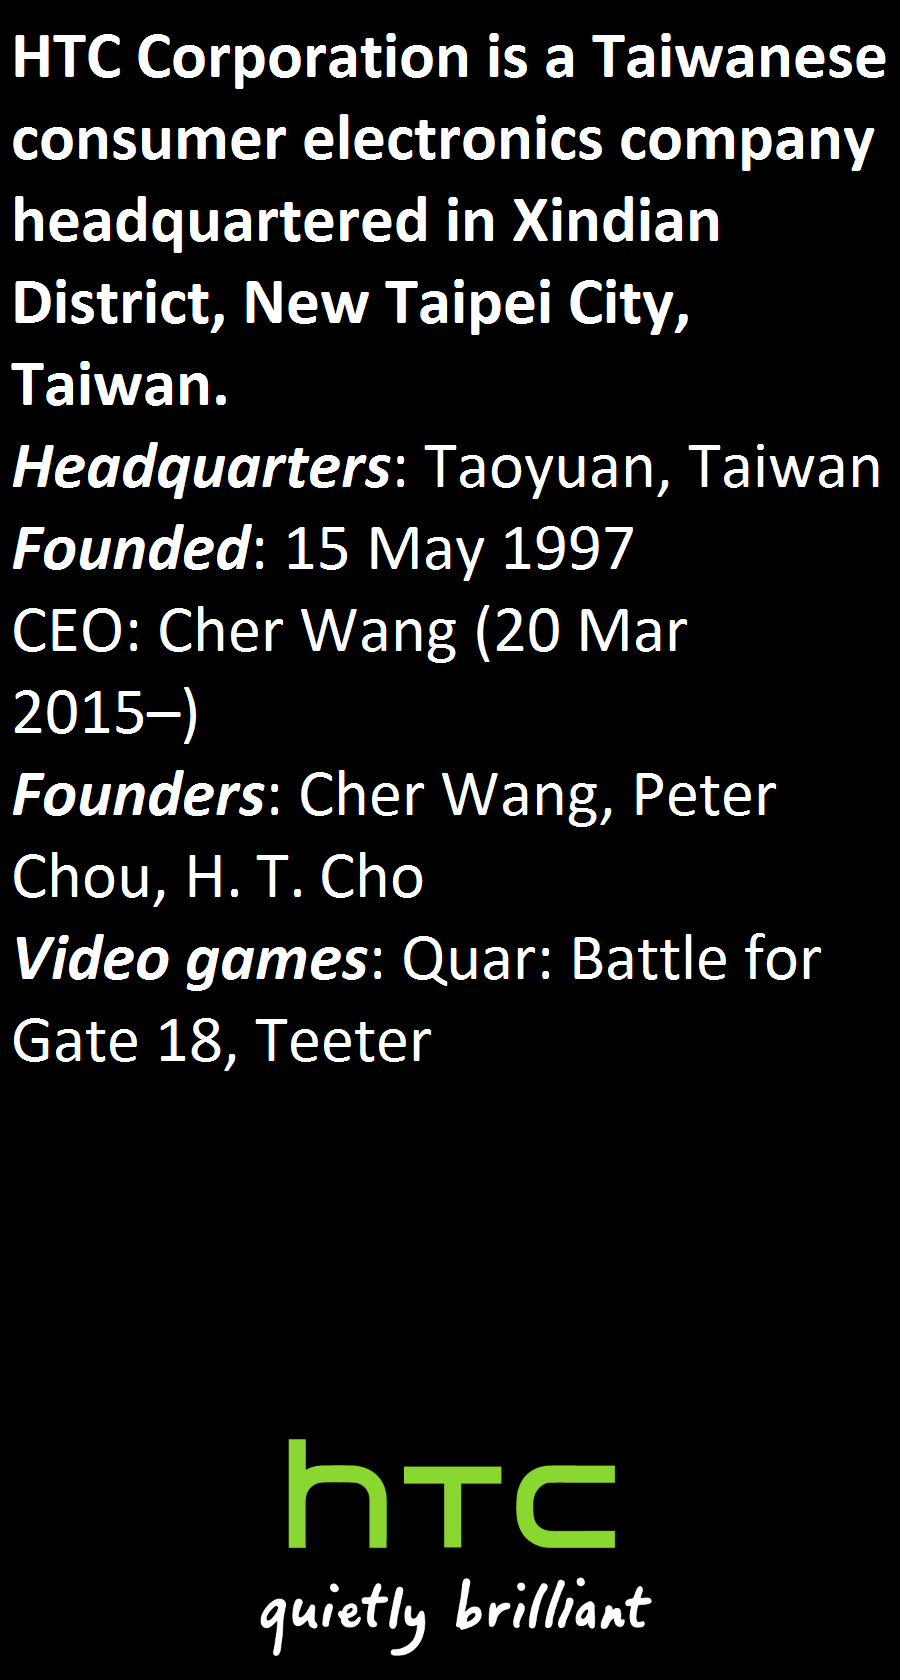 HTC Corporation is a Taiwanese
consumer electronics company
headquartered in Xindian
District, New Taipei City,
Taiwan.
Headquarters: Taoyuan, Taiwan
Founded: 15 May 1997
CEO: Cher Wang (20 Mar
2015–)
Founders: Cher Wang, Peter
Chou, H. T. Cho
Video games: Quar: Battle for
Gate 18, Teeter
hTC
quietly brilliant